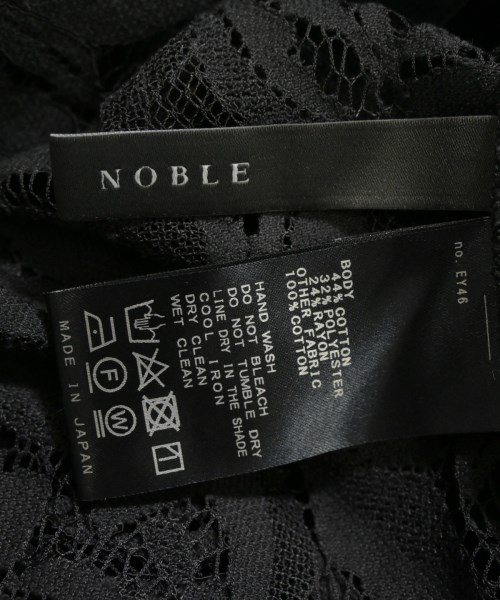 NOBLE
no. EY46
BODY
44% COTTON
32% POLYESTER
24% RAYON
OTHER FABRIC
100% COTTON
HAND WASH
DO NOT BLEACH
DO NOT TUMBLE DRY
LINE DRY IN THE SHADE
COOL IRON
DRY CLEAN
WET CLEAN
F
W
MADE IN JAPAN